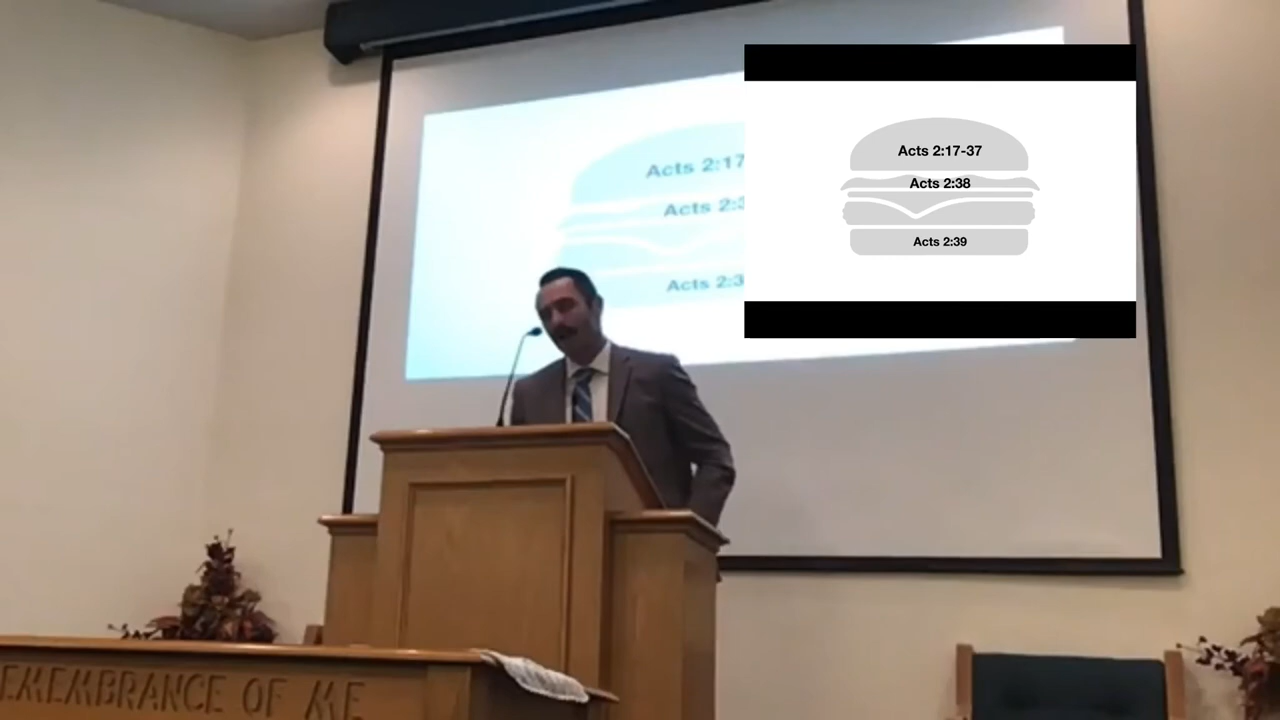 Acts 2:17
Acts 2:3
Acts 2:3
Acts 2:17-37
Acts 2:38
Acts 2:39
EMEMBRANCE OF ME